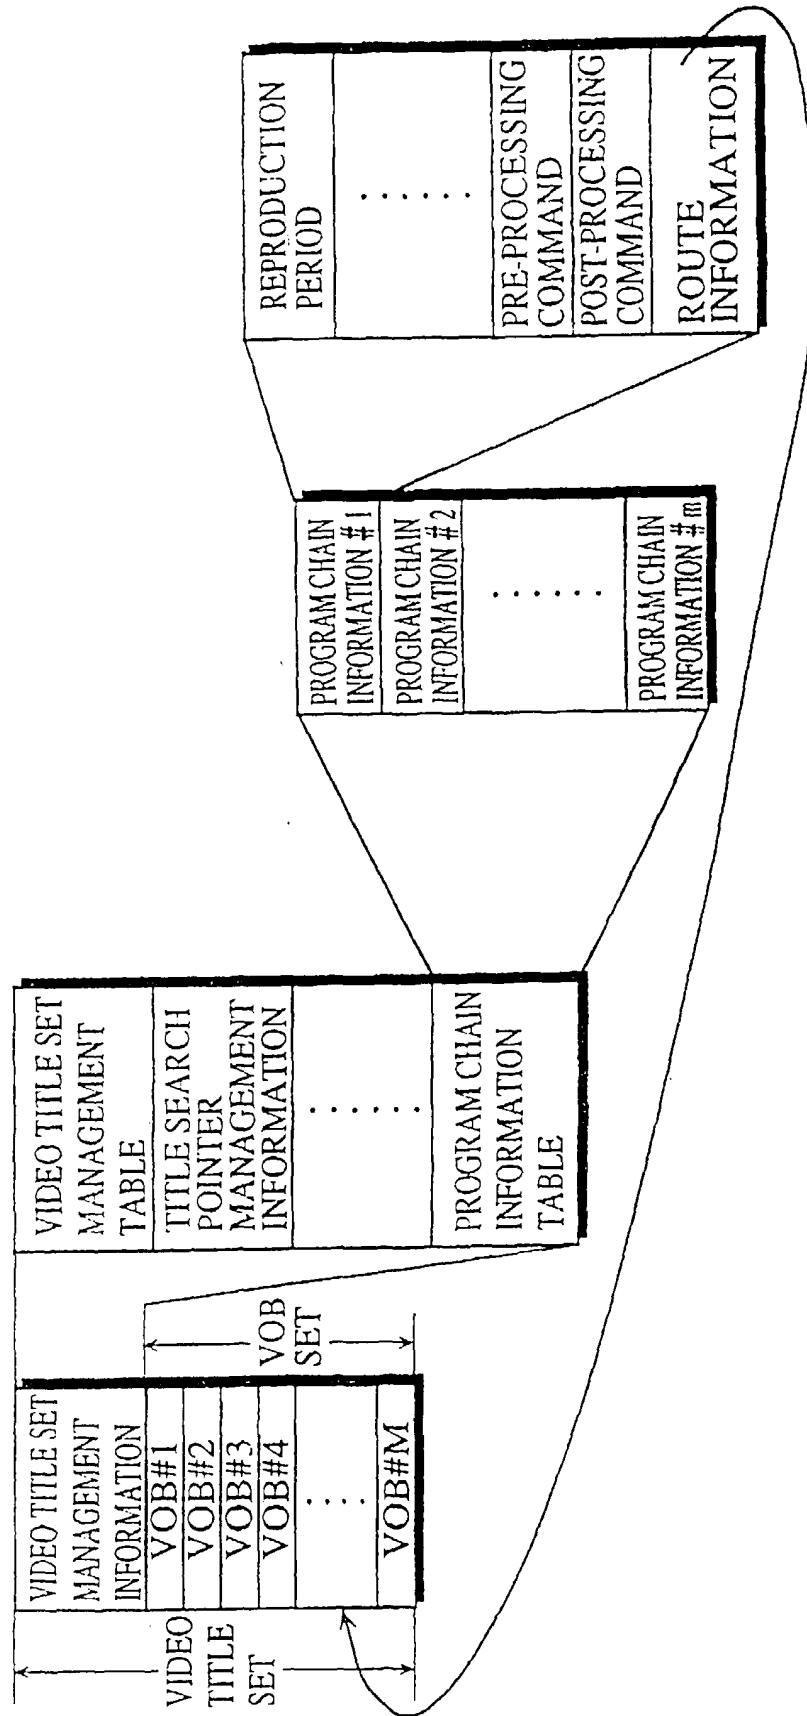 VIDEO
TITLE
SET
VIDEO TITLE SET
MANAGEMENT
INFORMATION
VOB#1
VOB#2
VOB#3
VOB#4
.....
VOB#M
VOB
SET
VIDEO TITLE SET
MANAGEMENT
TABLE
TITLE SEARCH
POINTER
MANAGEMENT
INFORMATION
......
PROGRAM CHAIN
INFORMATION
TABLE
PROGRAM CHAIN
INFORMATION #1
PROGRAM CHAIN
INFORMATION #2
......
PROGRAM CHAIN
INFORMATION #m
REPRODUCTION
PERIOD
......
PRE-PROCESSING
COMMAND
POST-PROCESSING
COMMAND
ROUTE
INFORMATION